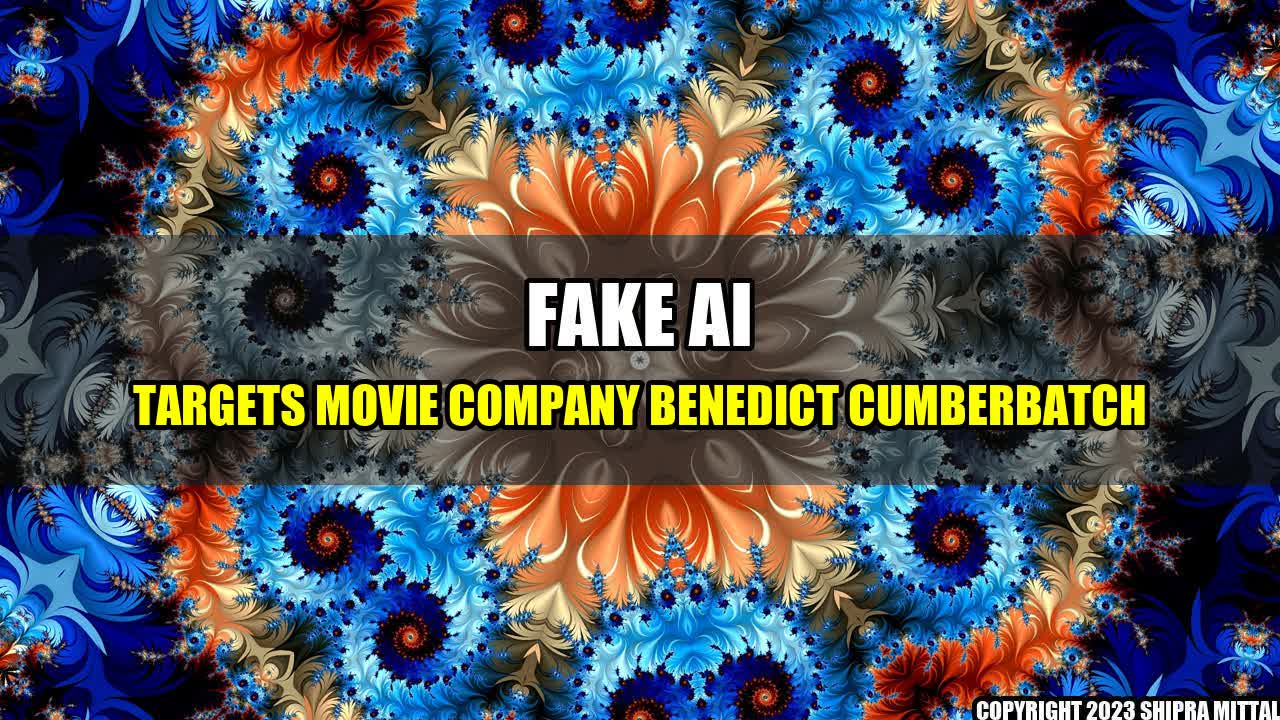 FAKE AI
TARGETS MOVIE COMPANY BENEDICT CUMBERBATCH
COPYRIGHT 2023 SHIPRA MITTAL